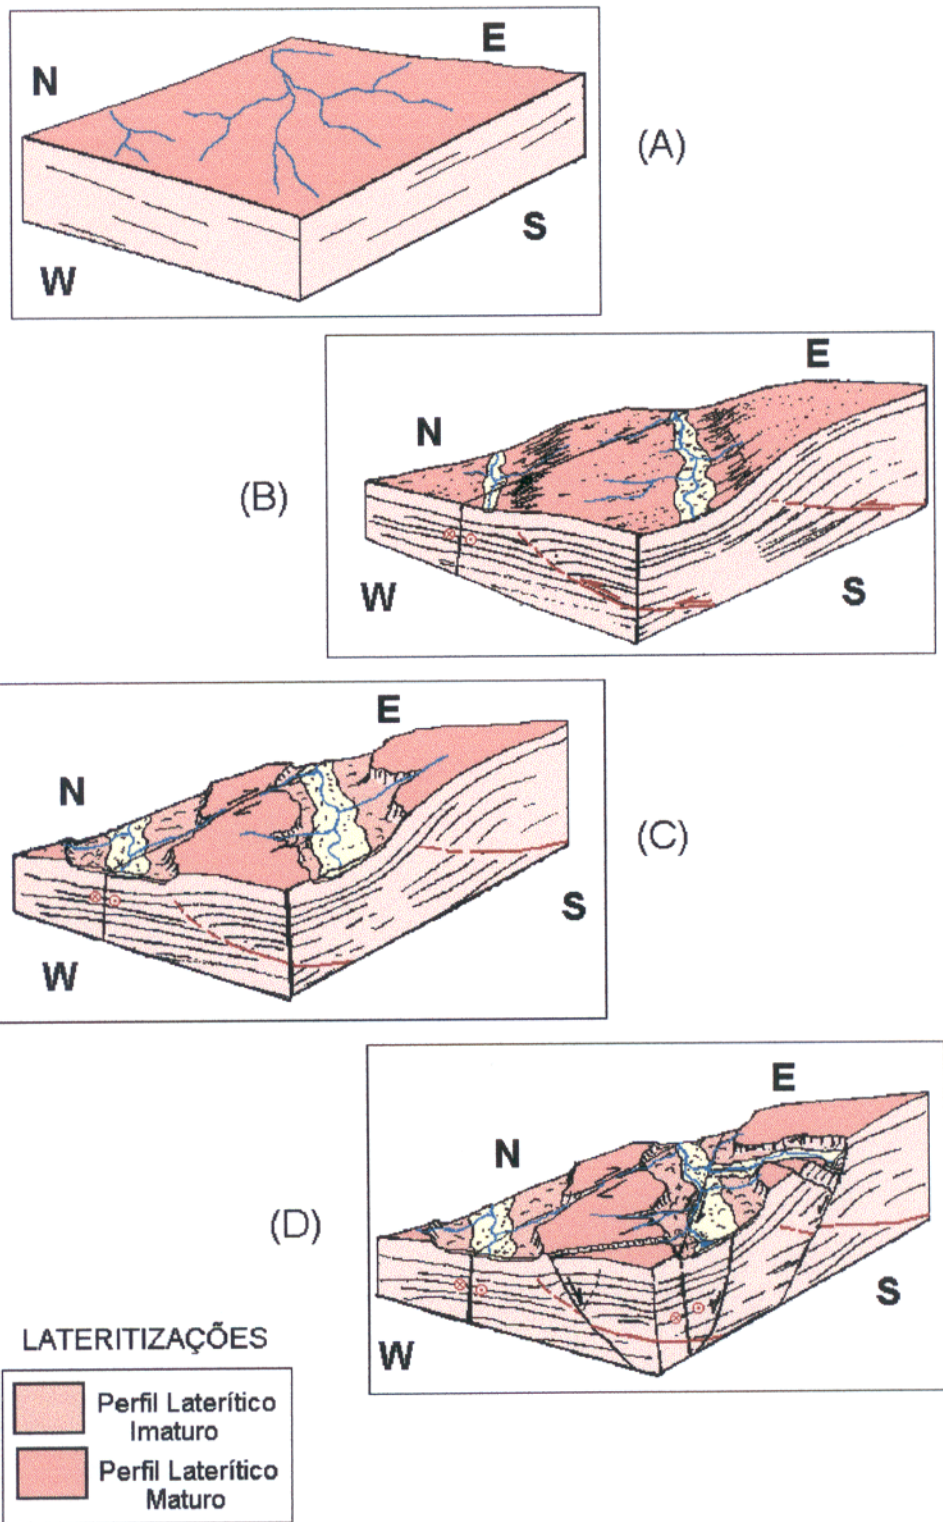 E
N
(A)
S
W
E
N
(B)
W
S
E
N
(C)
S
W
E
N
(D)
S
W
LATERITIZAÇÕES
Perfil Laterítico
Imaturo
Perfil Laterítico
Maturo